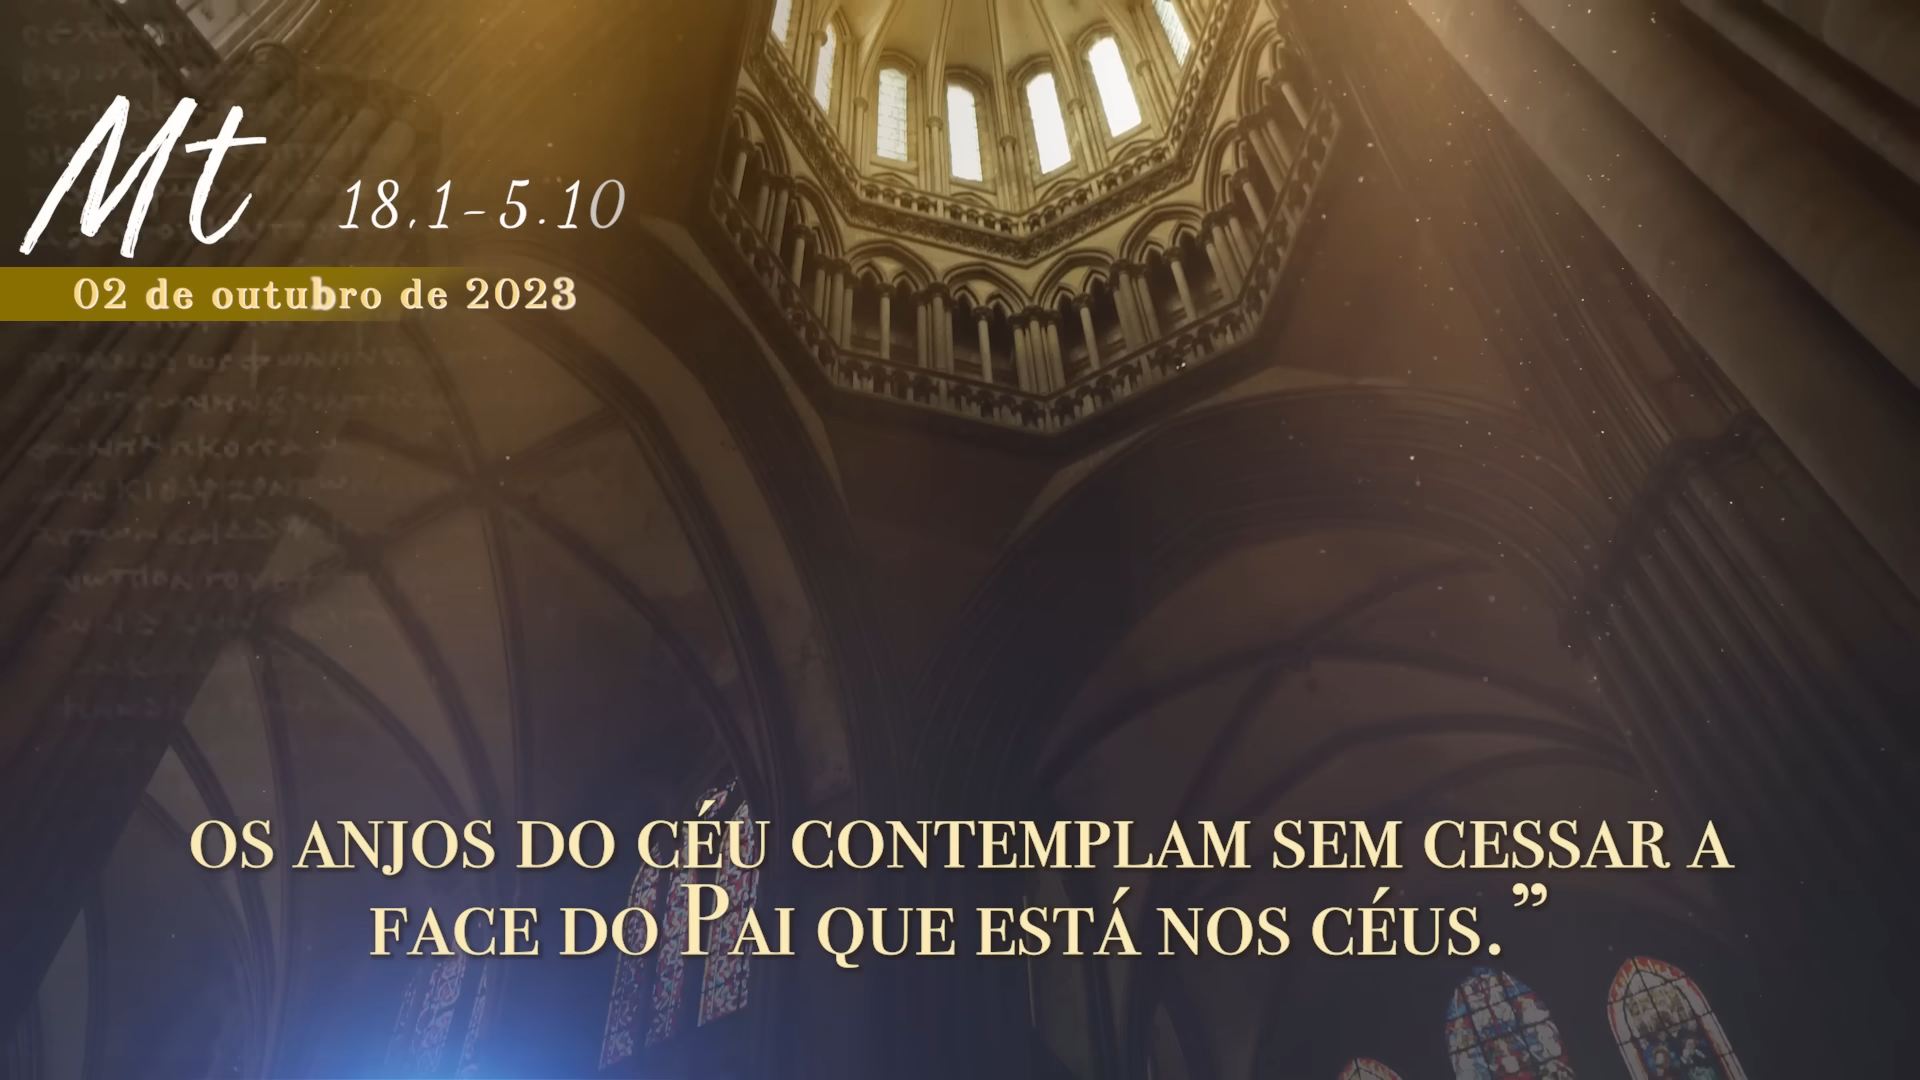 Mt 18,1-5.10
02 de outubro de 2023
OS ANJOS DO CÉU CONTEMPLAM SEM CESSAR A
FACE DO PAI QUE ESTÁ NOS CÉUS.”